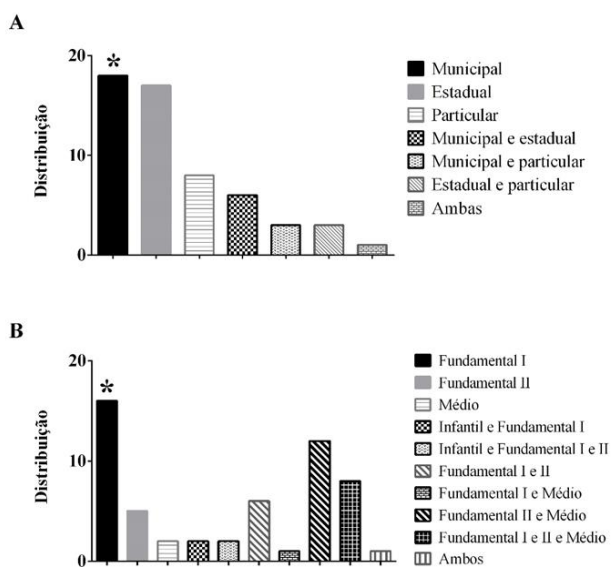 A
Distribuição
20
10
0
*
Municipal
Estadual
Particular
Municipal e estadual
Municipal e particular
Estadual e particular
Ambas
B
Distribuição
20
10
0
*
Fundamental I
Fundamental II
Médio
Infantil e Fundamental I
Infantil e Fundamental I e II
Fundamental I e II
Fundamental I e Médio
Fundamental II e Médio
Fundamental I e II e Médio
Ambos